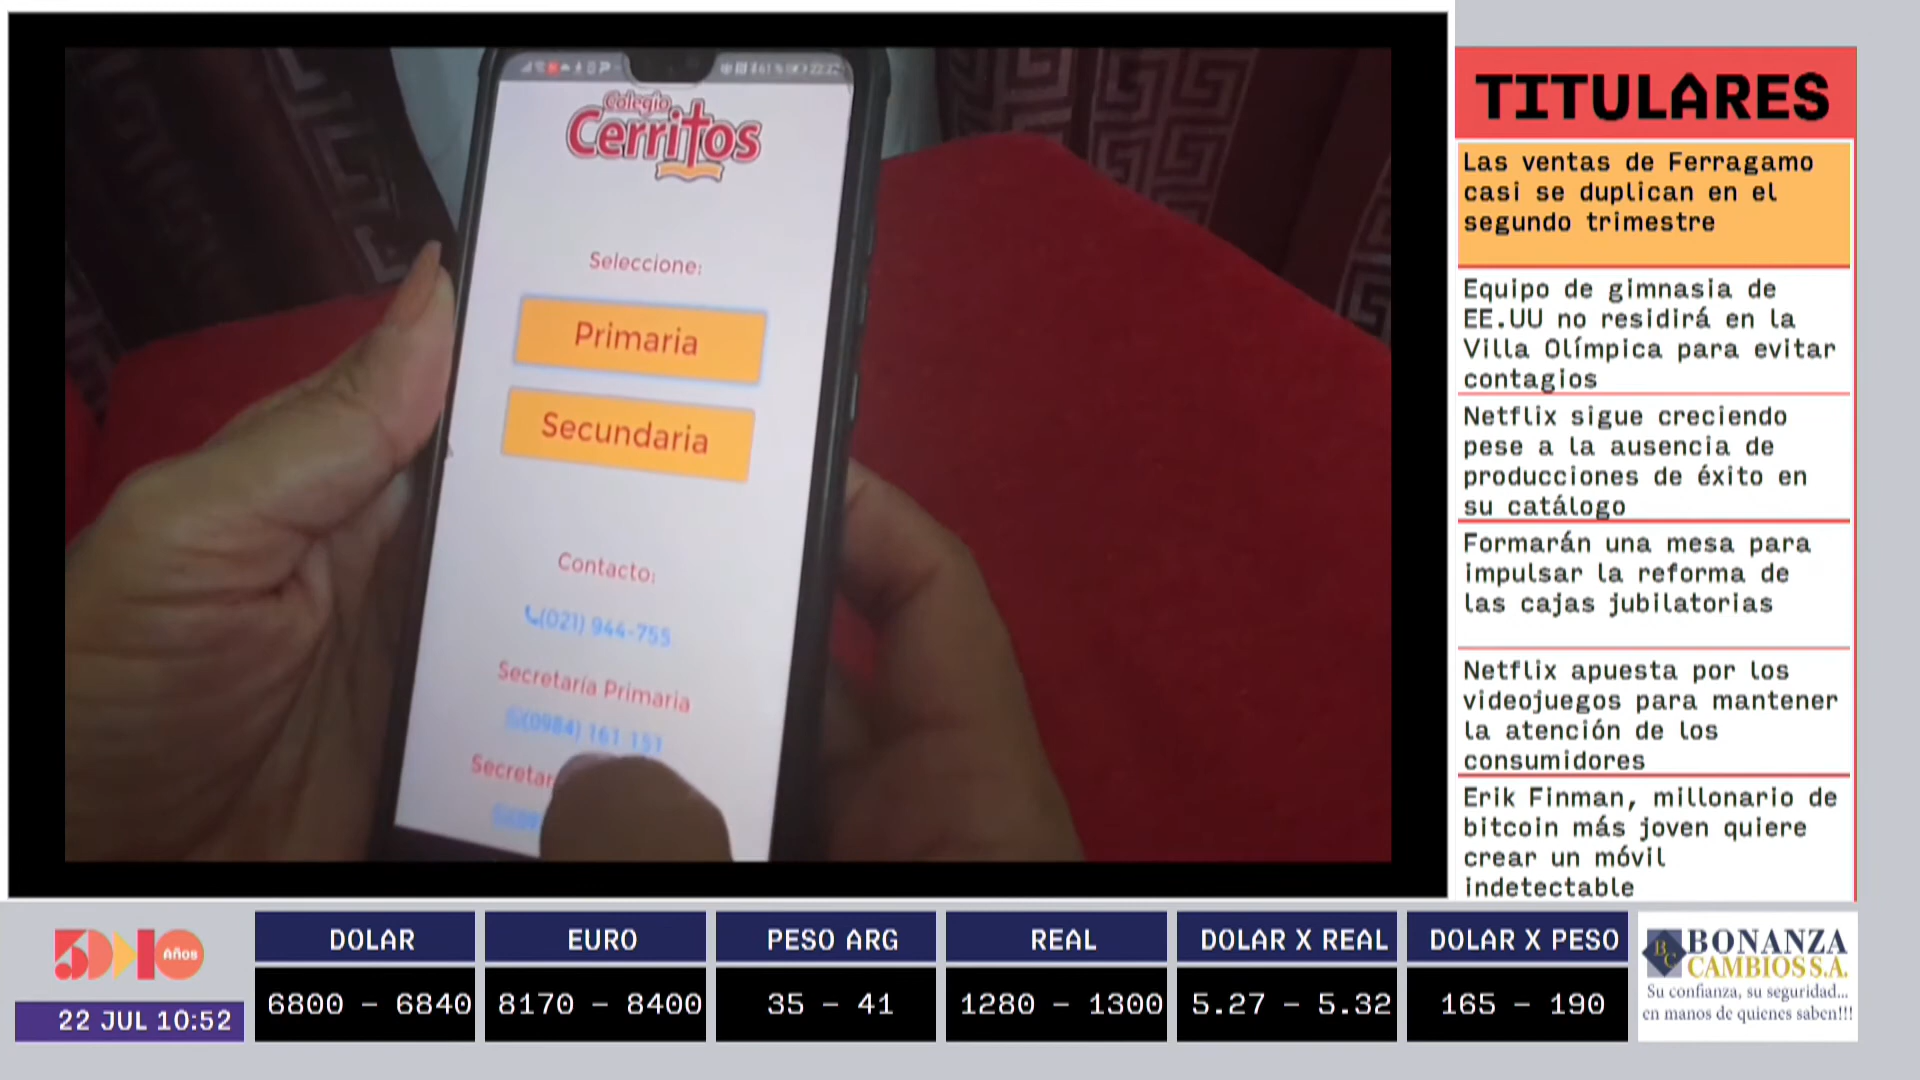 Colegio
Cerritos
Seleccione:
Primaria
Secundaria
Contacto:
(021) 944-755
Secretaría Primaria
(0984) 161 151
TITULARES
Las ventas de Ferragamo
casi se duplican en el
segundo trimestre
Equipo de gimnasia de
EE.UU no residirá en la
Villa Olímpica para evitar
contagios
Netflix sigue creciendo
pese a la ausencia de
producciones de éxito en
su catálogo
Formarán una mesa para
impulsar la reforma de
las cajas jubilatorias
Netflix apuesta por los
videojuegos para mantener
la atención de los
consumidores
Erik Finman, millonario de
bitcoin más joven quiere
crear un móvil
indetectable
5DÍAS
Años
22 JUL 10:52
DOLAR
6800 – 6840
EURO
8170 – 8400
PESO ARG
35 – 41
REAL
1280 – 1300
DOLAR X REAL
5.27 – 5.32
DOLAR X PESO
165 – 190
BC
BONANZA
CAMBIOS S.A.
Su confianza, su seguridad...
en manos de quienes saben!!!